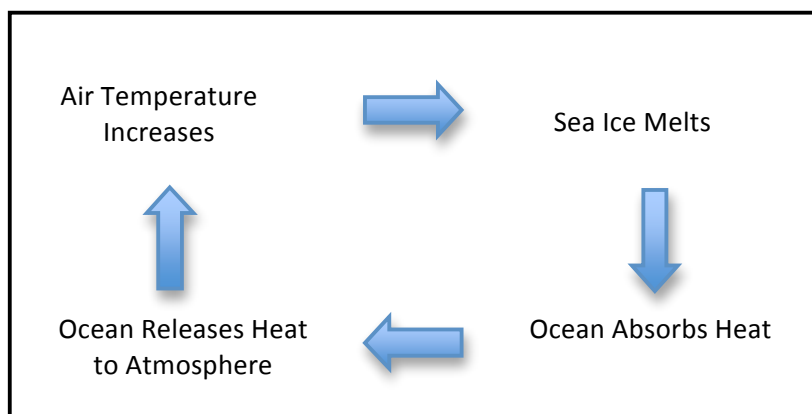 Air Temperature
Increases
Sea Ice Melts
Ocean Releases Heat
to Atmosphere
Ocean Absorbs Heat